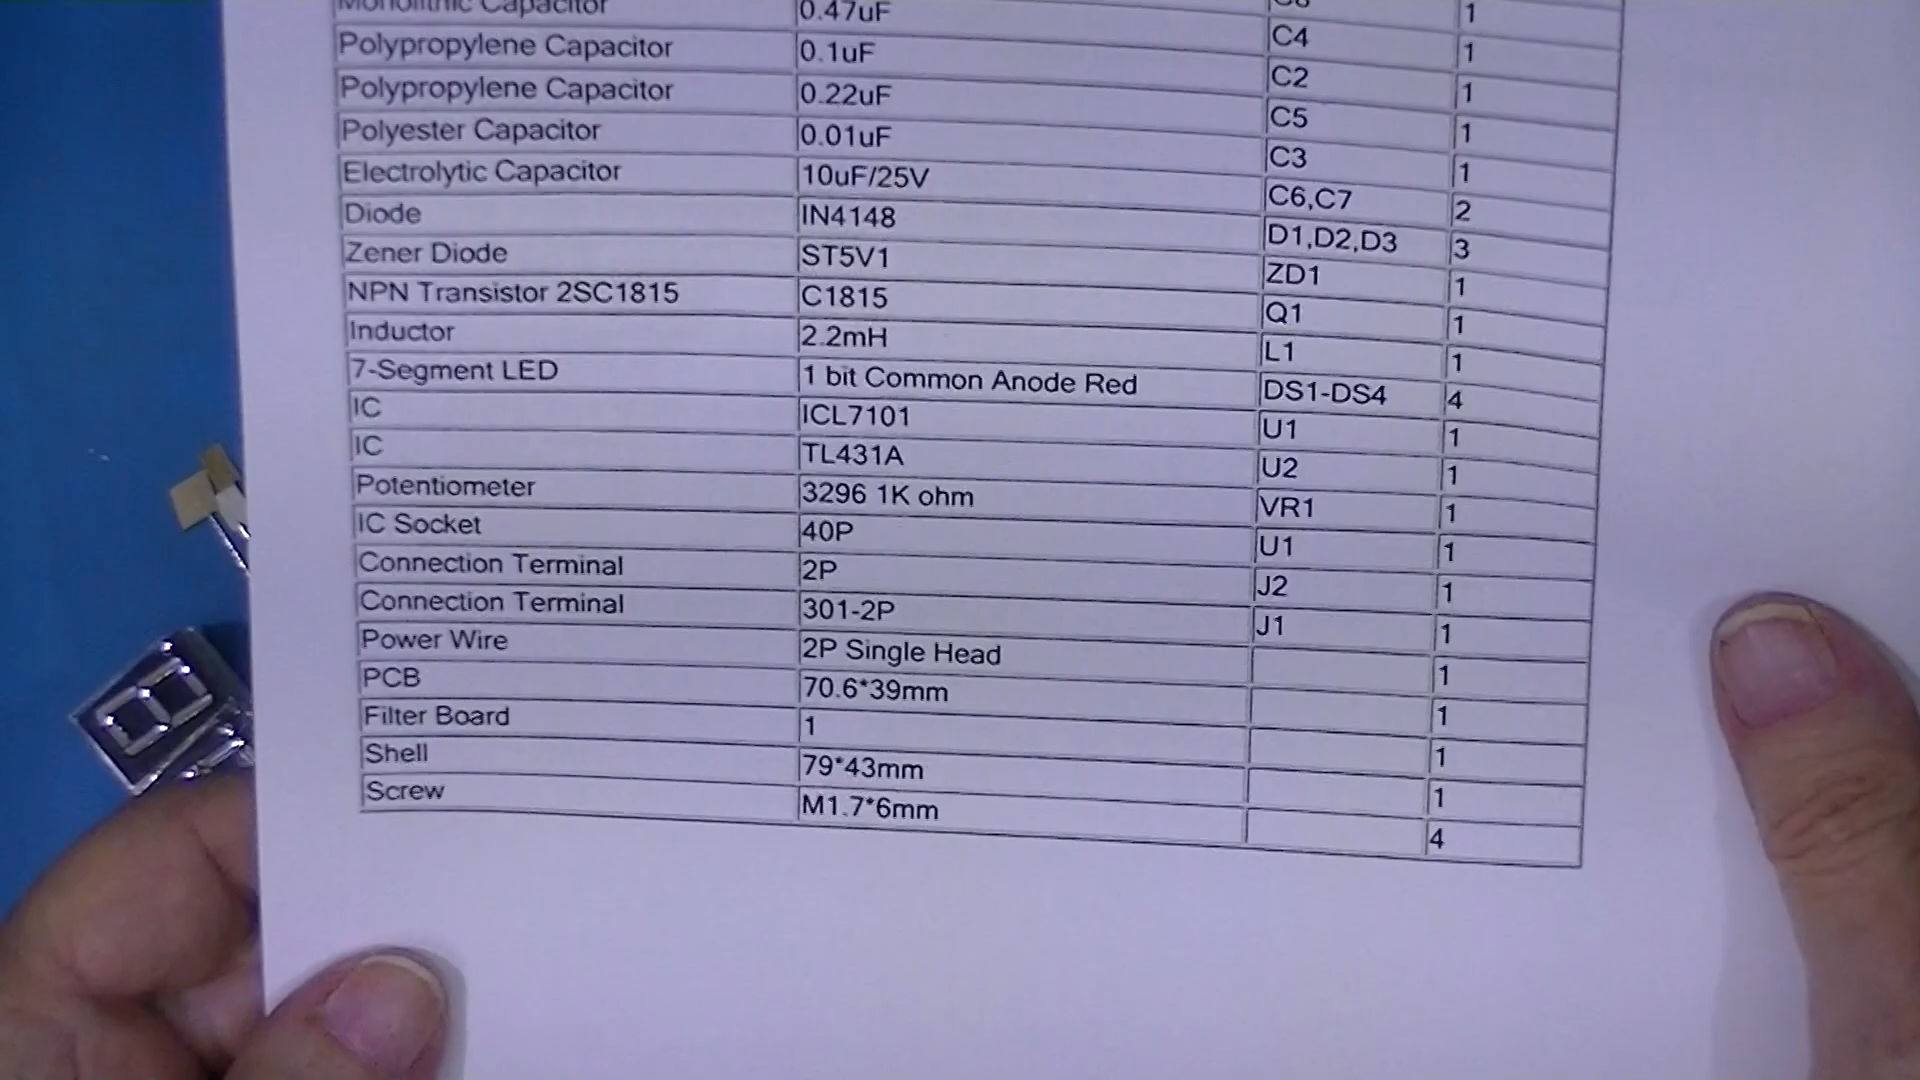 Monolithic Capacitor 0.47uF C8 1
Polypropylene Capacitor 0.1uF C4 1
Polypropylene Capacitor 0.22uF C2 1
Polyester Capacitor 0.01uF C5 1
Electrolytic Capacitor 10uF/25V C3 1
Diode IN4148 C6,C7 2
Zener Diode ST5V1 D1,D2,D3 3
NPN Transistor 2SC1815 C1815 ZD1 1
Inductor 2.2mH Q1 1
7-Segment LED 1 bit Common Anode Red L1 1
IC ICL7101 DS1-DS4 4
IC TL431A U1 1
Potentiometer 3296 1K ohm U2 1
IC Socket 40P VR1 1
Connection Terminal 2P U1 1
Connection Terminal 301-2P J2 1
Power Wire 2P Single Head J1 1
PCB 70.6*39mm 1
Filter Board 1 1
Shell 79*43mm 1
Screw M1.7*6mm 1
4